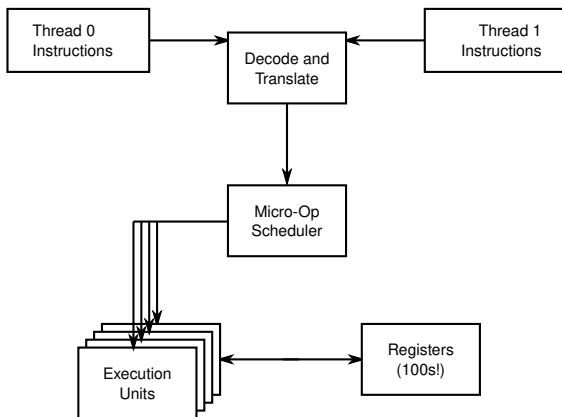 Thread 0
Instructions
Thread 1
Instructions
Decode and
Translate
Micro-Op
Scheduler
Execution
Units
Registers
(100s!)